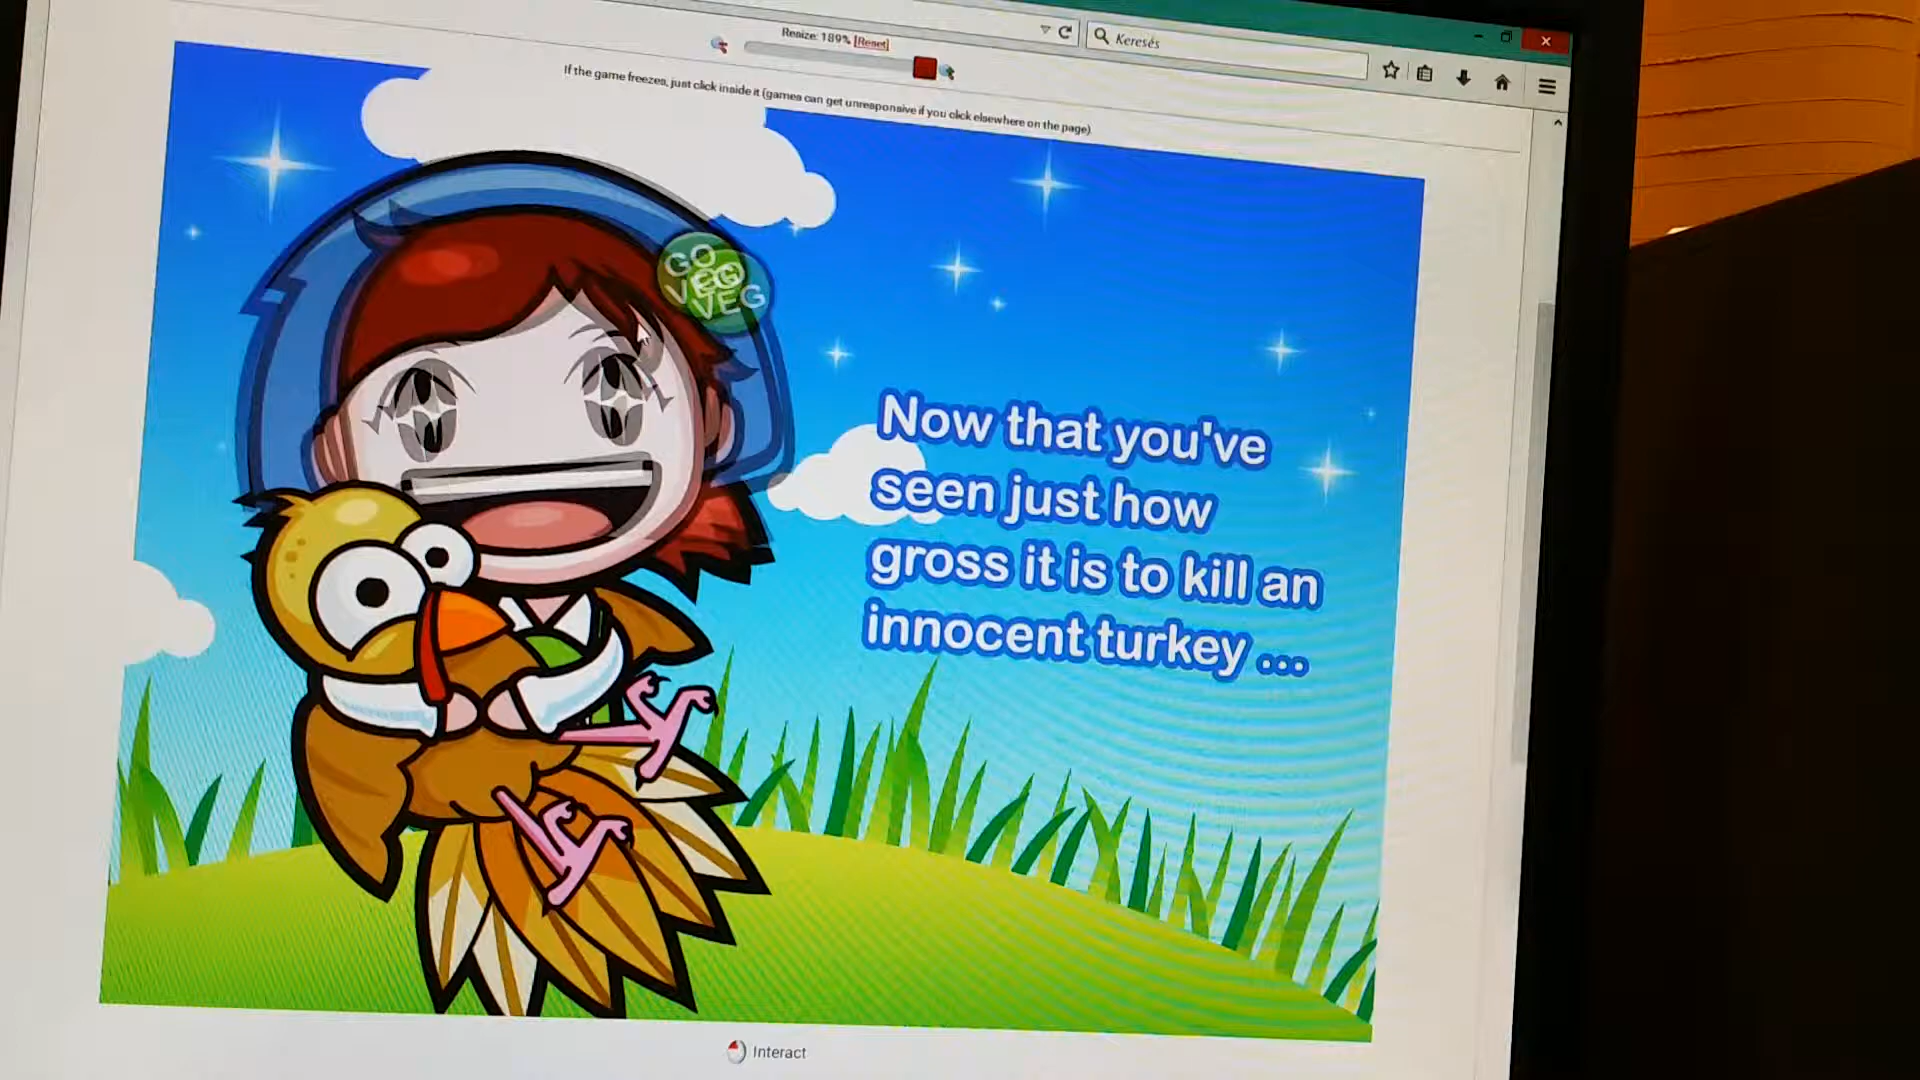 Resize: 189% [Reset]
Keresés
If the game freezes, just click inside it (games can get unresponsive if you click elsewhere on the page)
GO
VEG
VEG
Now that you've
seen just how
gross it is to kill an
innocent turkey ...
Interact